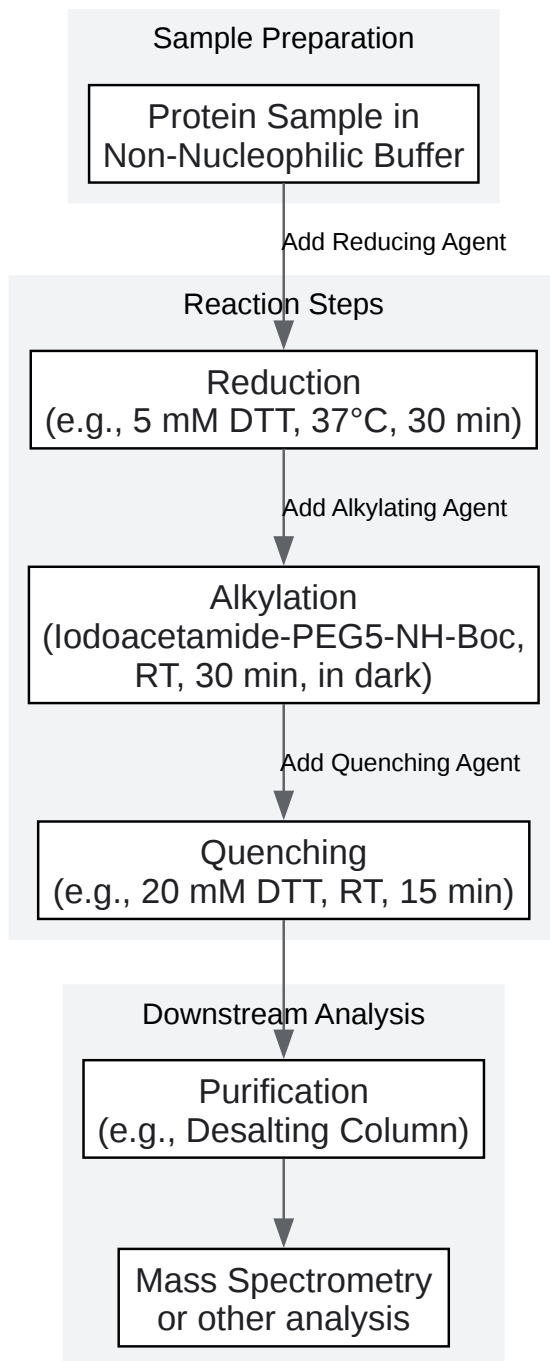 Sample Preparation
Protein Sample in
Non-Nucleophilic Buffer
Add Reducing Agent
Reaction Steps
Reduction
(e.g., 5 mM DTT, 37°C, 30 min)
Add Alkylating Agent
Alkylation
(Iodoacetamide-PEG5-NH-Boc,
RT, 30 min, in dark)
Add Quenching Agent
Quenching
(e.g., 20 mM DTT, RT, 15 min)
Downstream Analysis
Purification
(e.g., Desalting Column)
Mass Spectrometry
or other analysis